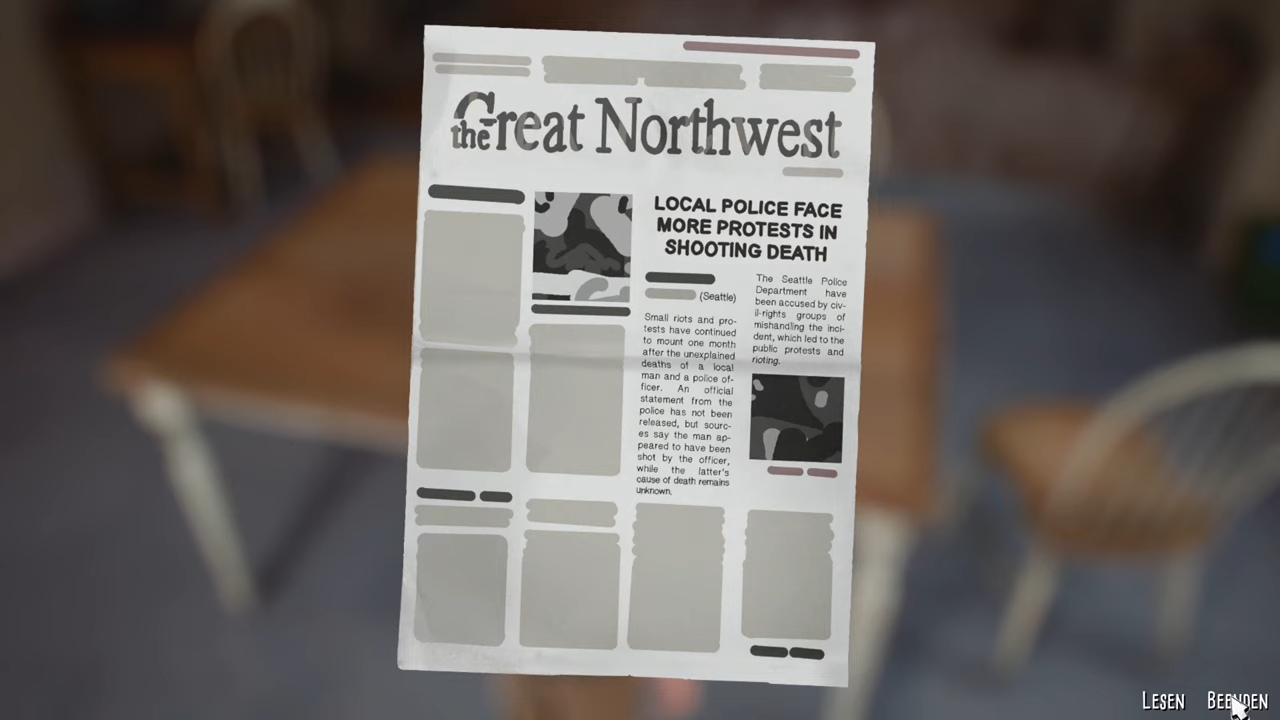 the Great Northwest
LOCAL POLICE FACE
MORE PROTESTS IN
SHOOTING DEATH
(Seattle)
Small riots and pro-
tests have continued
to mount one month
after the unexplained
deaths of a local
man and a police of-
ficer. An official
statement from the
police has not been
released, but sourc-
es say the man ap-
peared to have been
shot by the officer,
while the latter's
cause of death remains
unknown.
The Seattle Police
Department have
been accused by civ-
il-rights groups of
mishandling the inci-
dent, which led to the
public protests and
rioting.
LESEN BEENDEN